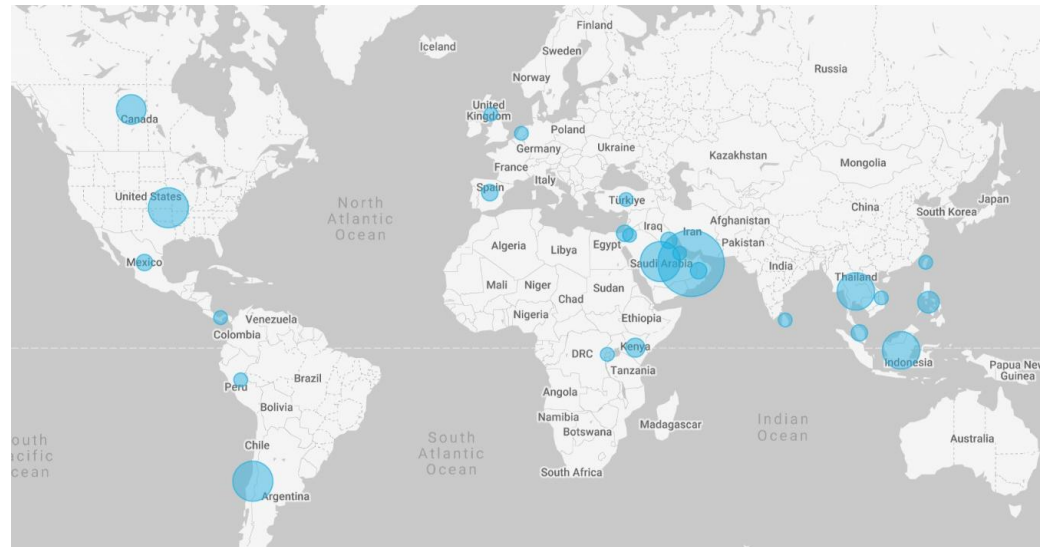 Iceland
Finland
Sweden
Norway
Russia
Canada
United
Kingdom
Poland
Germany
Ukraine
Kazakhstan
Mongolia
France
Italy
Spain
Türkiye
United States
North
Atlantic
Ocean
China
Japan
South Korea
Afghanistan
Iraq
Iran
Pakistan
Algeria
Libya
Egypt
Saudi Arabia
India
Mexico
Mali
Niger
Sudan
Chad
Thailand
Nigeria
Ethiopia
Venezuela
Colombia
DRC
Kenya
Tanzania
Indonesia
Papua New
Guinea
Peru
Brazil
Angola
Bolivia
Namibia
Botswana
Madagascar
Indian
Ocean
Chile
South
Atlantic
Ocean
Australia
outh
acific
cean
South Africa
Argentina